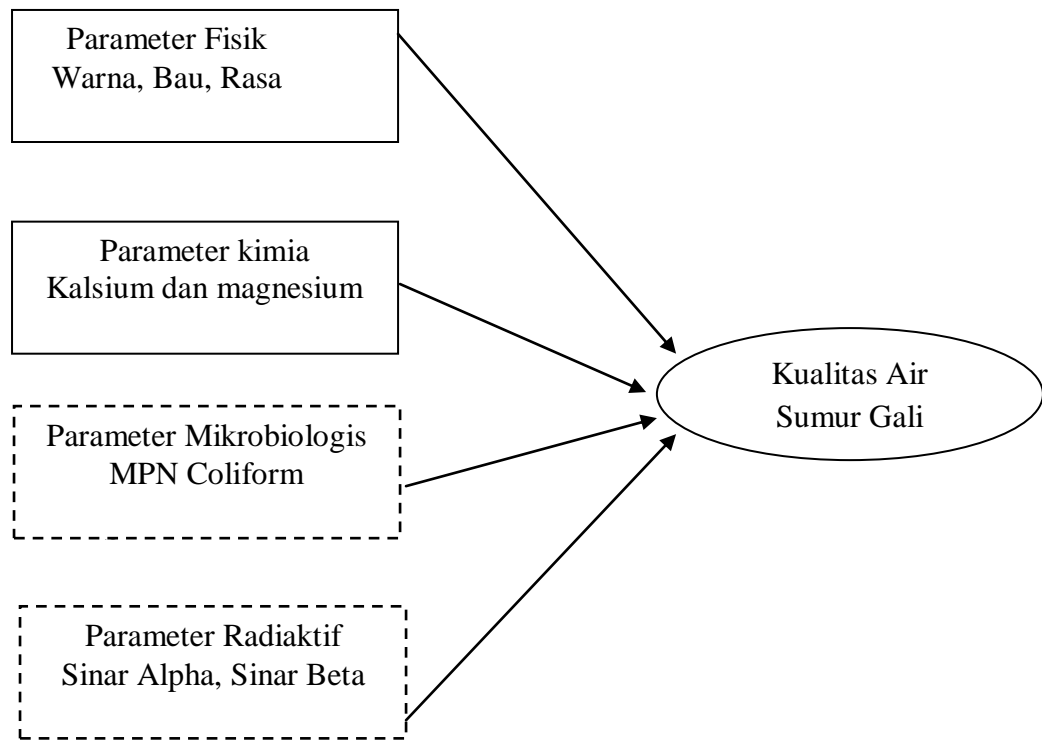 Parameter Fisik
Warna, Bau, Rasa
Parameter kimia
Kalsium dan magnesium
Parameter Mikrobiologis
MPN Coliform
Parameter Radiaktif
Sinar Alpha, Sinar Beta
Kualitas Air
Sumur Gali